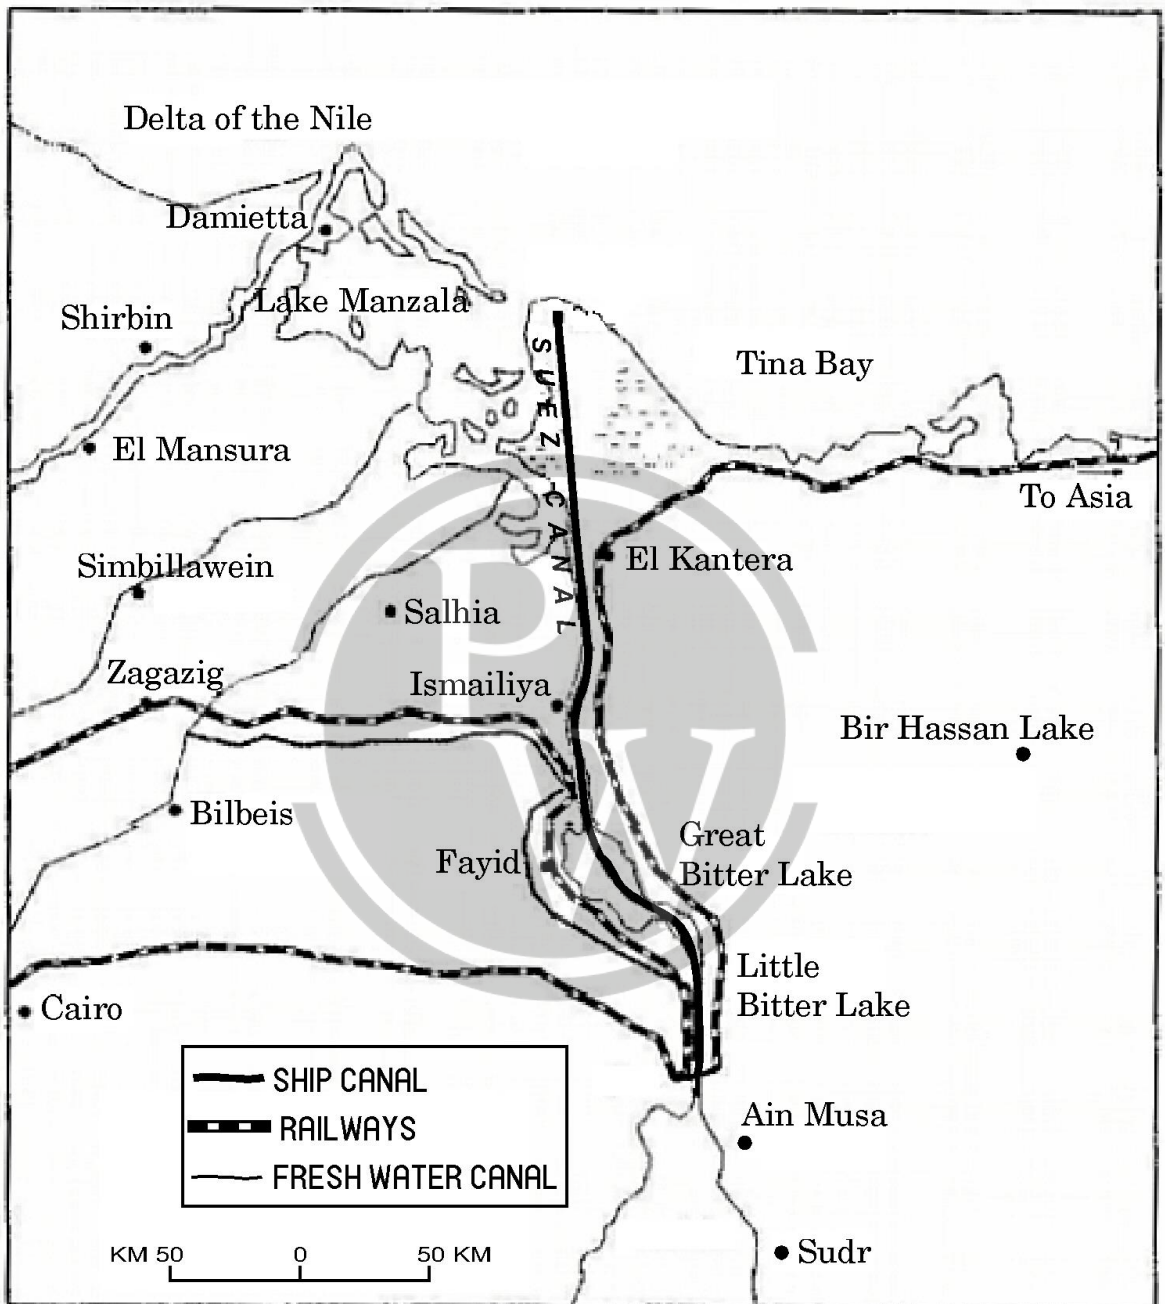 Delta of the Nile
Damietta
Lake Manzala
Shirbin
SUEZ CANAL
Tina Bay
El Mansura
To Asia
El Kantera
Simbillawein
Salhia
Zagazig
Ismailiya
Bir Hassan Lake
Bilbeis
Great
Bitter Lake
Fayid
Little
Bitter Lake
Cairo
SHIP CANAL
RAILWAYS
FRESH WATER CANAL
Ain Musa
KM 50 0 50 KM
Sudr
PW